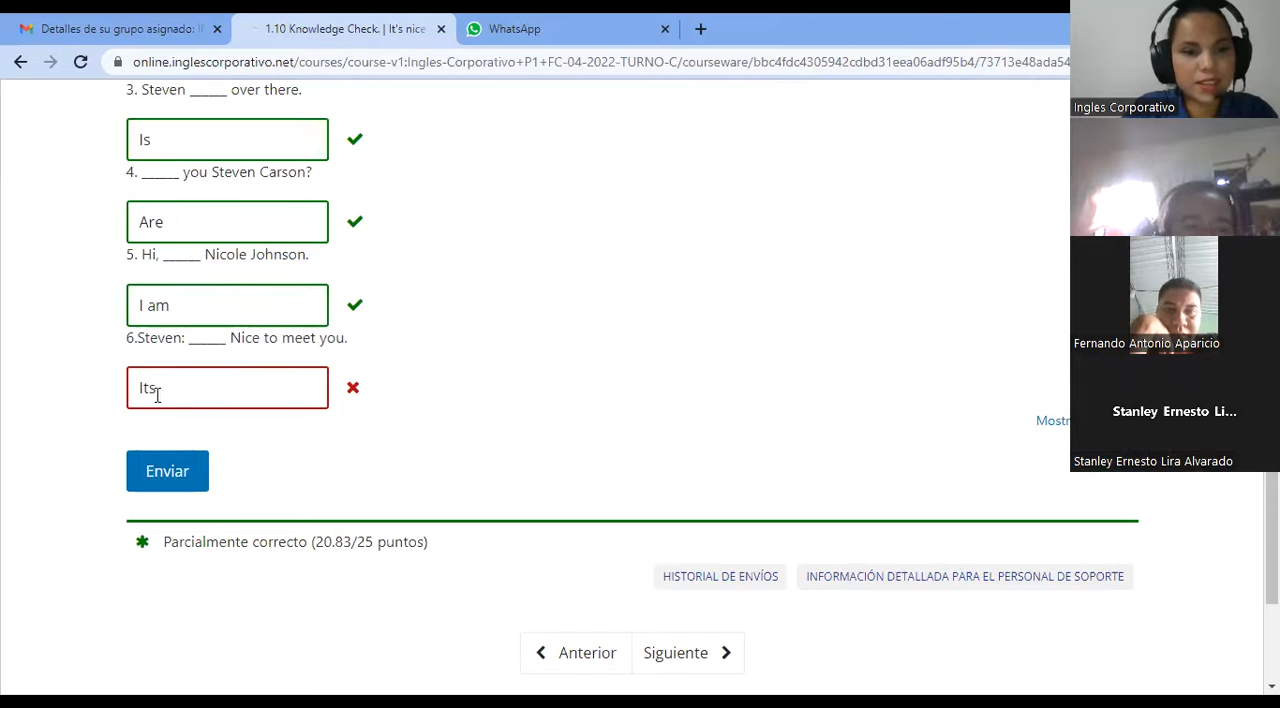 Detalles de su grupo asignado: I
1.10 Knowledge Check. | It's nice
WhatsApp
online.inglescorporativo.net/courses/course-v1:Ingles-Corporativo+P1+FC-04-2022-TURNO-C/courseware/bbc4fdc4305942cdbd31eea06adf95b4/73713e48ada54
3. Steven ______ over there.
Is
4. ______ you Steven Carson?
Are
5. Hi, ______ Nicole Johnson.
I am
6.Steven: ______ Nice to meet you.
Its
Mostr
Enviar
Parcialmente correcto (20.83/25 puntos)
HISTORIAL DE ENVÍOS
INFORMACIÓN DETALLADA PARA EL PERSONAL DE SOPORTE
Anterior
Siguiente
Ingles Corporativo
Fernando Antonio Aparicio
Stanley Ernesto Li...
Stanley Ernesto Lira Alvarado